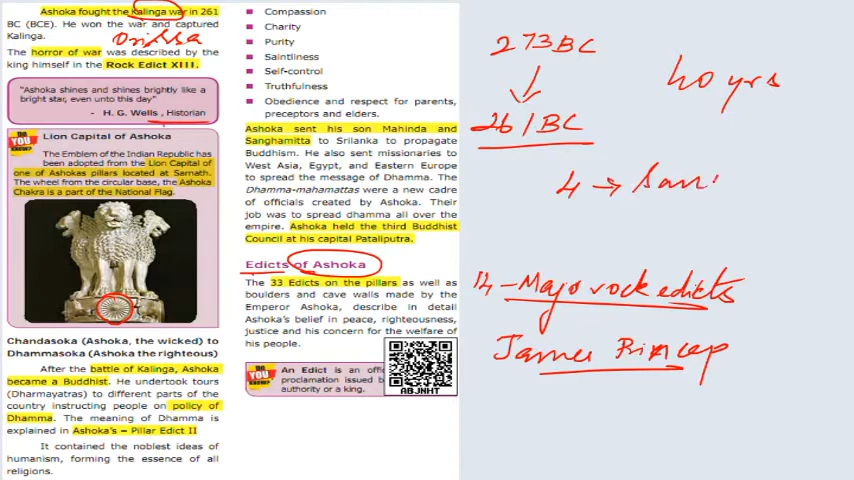 Ashoka fought the Kalinga war in 261
BC (BCE). He won the war and captured
Kalinga.
Orissa
The horror of war was described by the
king himself in the Rock Edict XIII.
"Ashoka shines and shines brightly like a
bright star, even unto this day"
- H. G. Wells, Historian
DO YOU KNOW?
Lion Capital of Ashoka
The Emblem of the Indian Republic has
been adopted from the Lion Capital of
one of Ashokas pillars located at Sarnath.
The wheel from the circular base, the Ashoka
Chakra is a part of the National Flag.
Chandasoka (Ashoka, the wicked) to
Dhammasoka (Ashoka the righteous)
After the battle of Kalinga, Ashoka
became a Buddhist. He undertook tours
(Dharmayatras) to different parts of the
country instructing people on policy of
Dhamma. The meaning of Dhamma is
explained in Ashoka's – Pillar Edict II
It contained the noblest ideas of
humanism, forming the essence of all
religions.
Compassion
Charity
Purity
Saintliness
Self-control
Truthfulness
Obedience and respect for parents,
preceptors and elders.
Ashoka sent his son Mahinda and
Sanghamitta to Srilanka to propagate
Buddhism. He also sent missionaries to
West Asia, Egypt, and Eastern Europe
to spread the message of Dhamma. The
Dhamma-mahamattas were a new cadre
of officials created by Ashoka. Their
job was to spread dhamma all over the
empire. Ashoka held the third Buddhist
Council at his capital Pataliputra.
Edicts of Ashoka
The 33 Edicts on the pillars as well as
boulders and cave walls made by the
Emperor Ashoka, describe in detail
Ashoka's belief in peace, righteousness,
justice and his concern for the welfare of
his people.
DO YOU KNOW?
An Edict is an offi
proclamation issued b
authority or a king.
ABJNHT
273 BC
261 BC
40 yrs
4 →
14 - Major rock edicts
James Princep